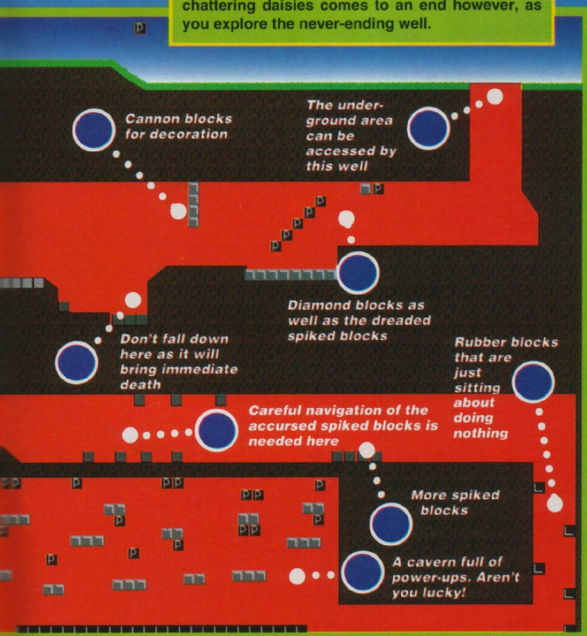 chattering daisies comes to an end however, as
you explore the never-ending well.
Cannon blocks
for decoration
The under-
ground area
can be
accessed by
this well
Diamond blocks as
well as the dreaded
spiked blocks
Don't fall down
here as it will
bring immediate
death
Rubber blocks
that are
just
sitting
about
doing
nothing
Careful navigation of the
accursed spiked blocks is
needed here
More spiked
blocks
A cavern full of
power-ups. Aren't
you lucky!